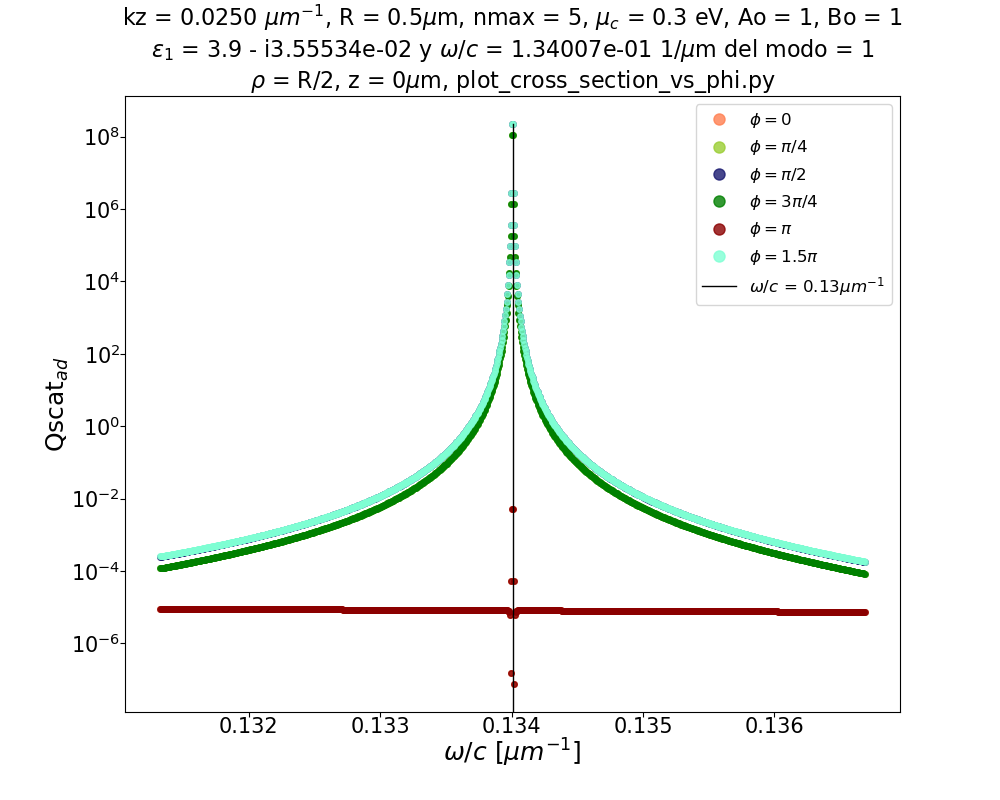 kz = 0.0250 μm⁻¹, R = 0.5μm, nmax = 5, μ_c = 0.3 eV, Ao = 1, Bo = 1
ε₁ = 3.9 - i3.55534e-02 y ω/c = 1.34007e-01 1/μm del modo = 1
ρ = R/2, z = 0μm, plot_cross_section_vs_phi.py
ϕ = 0
ϕ = π/4
ϕ = π/2
ϕ = 3π/4
ϕ = π
ϕ = 1.5π
ω/c = 0.13μm⁻¹
Qscat_ad
10⁸
10⁶
10⁴
10²
10⁰
10⁻²
10⁻⁴
10⁻⁶
0.132 0.133 0.134 0.135 0.136
ω/c [μm⁻¹]